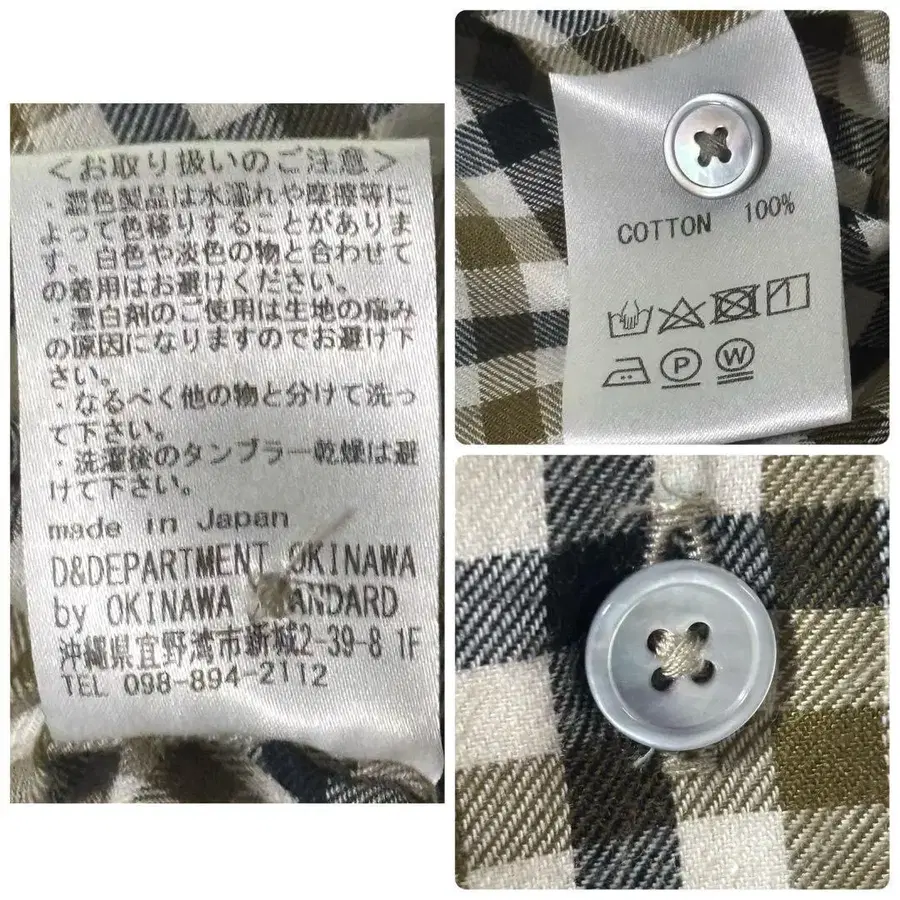 <お取り扱いのご注意>
・濃色製品は水濡れや摩擦等に
よって色移りすることがありま
す。白色や淡色の物と合わせて
の着用はお避けください。
・漂白剤のご使用は生地の痛み
の原因になりますのでお避け下
さい。
・なるべく他の物と分けて洗っ
て下さい。
・洗濯後のタンブラー乾燥は避
けて下さい。
made in Japan
D&DEPARTMENT OKINAWA
by OKINAWA STANDARD
沖縄県宜野湾市新城2-39-8 1F
TEL 098-894-2112
COTTON 100%
P W